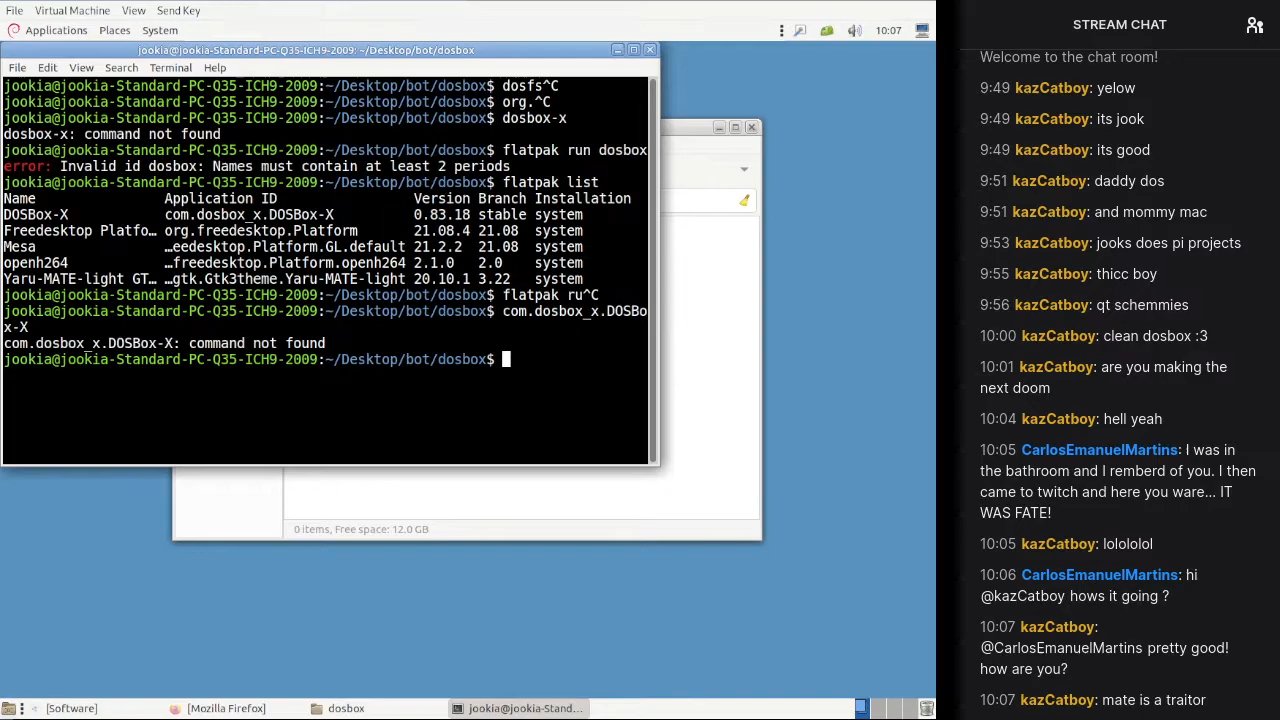 File Virtual Machine View Send Key
Applications Places System 10:07
jookia@jookia-Standard-PC-Q35-ICH9-2009: ~/Desktop/bot/dosbox
File Edit View Search Terminal Help
jookia@jookia-Standard-PC-Q35-ICH9-2009:~/Desktop/bot/dosbox$ dosfs^C
jookia@jookia-Standard-PC-Q35-ICH9-2009:~/Desktop/bot/dosbox$ org.^C
jookia@jookia-Standard-PC-Q35-ICH9-2009:~/Desktop/bot/dosbox$ dosbox-x
dosbox-x: command not found
jookia@jookia-Standard-PC-Q35-ICH9-2009:~/Desktop/bot/dosbox$ flatpak run dosbox
error: Invalid id dosbox: Names must contain at least 2 periods
jookia@jookia-Standard-PC-Q35-ICH9-2009:~/Desktop/bot/dosbox$ flatpak list
Name Application ID Version Branch Installation
DOSBox-X com.dosbox_x.DOSBox-X 0.83.18 stable system
Freedesktop Platfo… org.freedesktop.Platform 21.08.4 21.08 system
Mesa …eedesktop.Platform.GL.default 21.2.2 21.08 system
openh264 …freedesktop.Platform.openh264 2.1.0 2.0 system
Yaru-MATE-light GT… …gtk.Gtk3theme.Yaru-MATE-light 20.10.1 3.22 system
jookia@jookia-Standard-PC-Q35-ICH9-2009:~/Desktop/bot/dosbox$ flatpak ru^C
jookia@jookia-Standard-PC-Q35-ICH9-2009:~/Desktop/bot/dosbox$ com.dosbox_x.DOSBo
x-X
com.dosbox_x.DOSBox-X: command not found
jookia@jookia-Standard-PC-Q35-ICH9-2009:~/Desktop/bot/dosbox$
0 items, Free space: 12.0 GB
[Software] [Mozilla Firefox] dosbox jookia@jookia-Stand...
STREAM CHAT
Welcome to the chat room!
9:49 kazCatboy: yelow
9:49 kazCatboy: its jook
9:49 kazCatboy: its good
9:51 kazCatboy: daddy dos
9:51 kazCatboy: and mommy mac
9:53 kazCatboy: jooks does pi projects
9:55 kazCatboy: thicc boy
9:56 kazCatboy: qt schemmies
10:00 kazCatboy: clean dosbox :3
10:01 kazCatboy: are you making the
next doom
10:04 kazCatboy: hell yeah
10:05 CarlosEmanuelMartins: I was in
the bathroom and I remberd of you. I then
came to twitch and here you ware... IT
WAS FATE!
10:05 kazCatboy: lolololol
10:06 CarlosEmanuelMartins: hi
@kazCatboy hows it going ?
10:07 kazCatboy:
@CarlosEmanuelMartins pretty good!
how are you?
10:07 kazCatboy: mate is a traitor